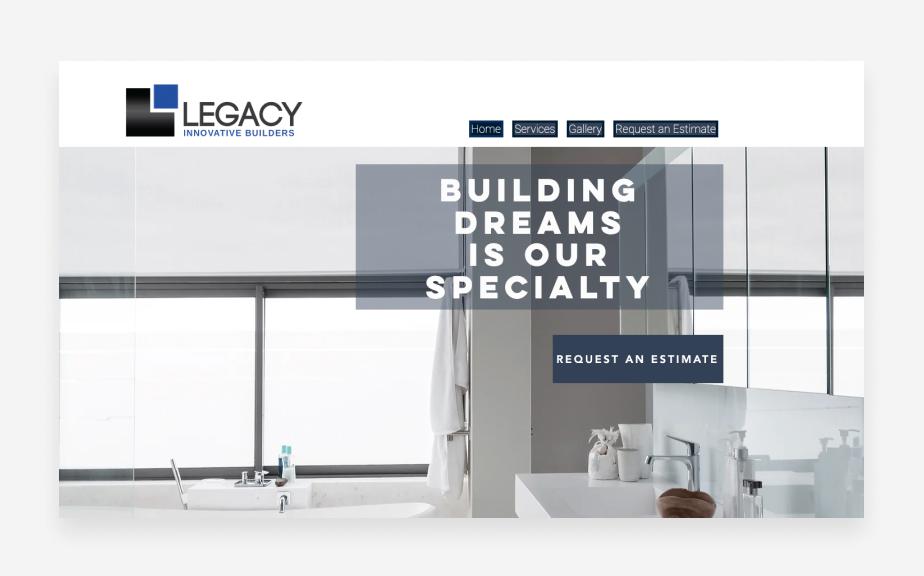 LEGACY
INNOVATIVE BUILDERS
Home Services Gallery Request an Estimate
BUILDING
DREAMS
IS OUR
SPECIALTY
REQUEST AN ESTIMATE